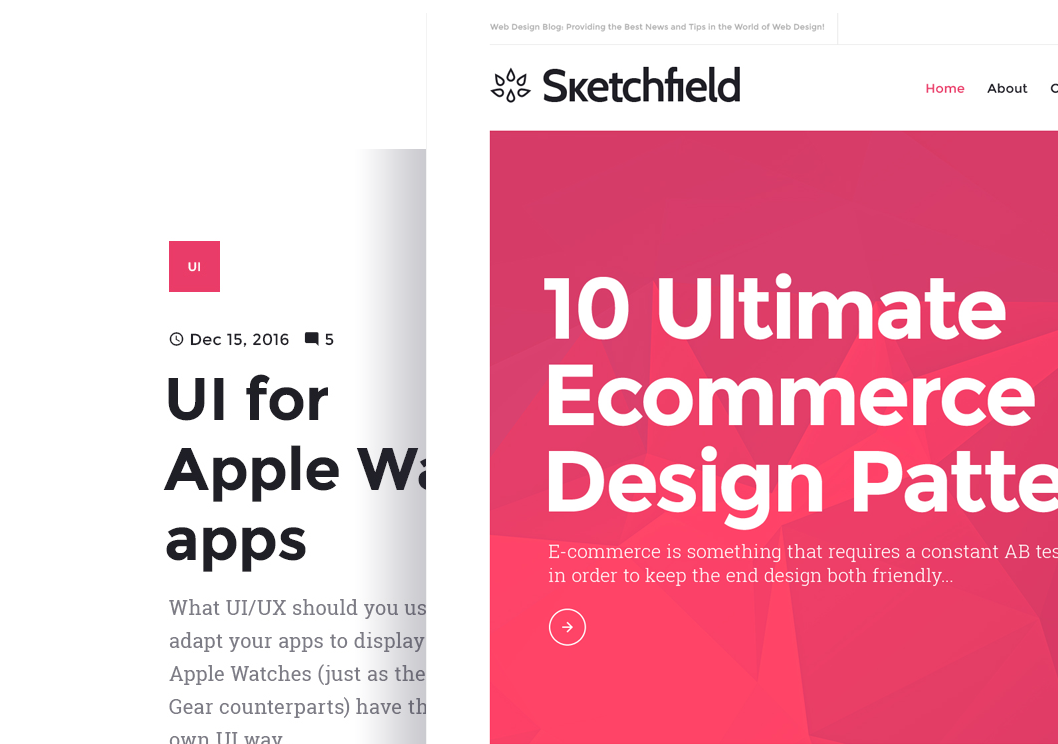 Web Design Blog: Providing the Best News and Tips in the World of Web Design!
Sketchfield
Home About
10 Ultimate
Ecommerce
Design Patte
E-commerce is something that requires a constant AB tes
in order to keep the end design both friendly...
UI
Dec 15, 2016 5
UI for
Apple Wa
apps
What UI/UX should you us
adapt your apps to display
Apple Watches (just as the
Gear counterparts) have th
own UI way